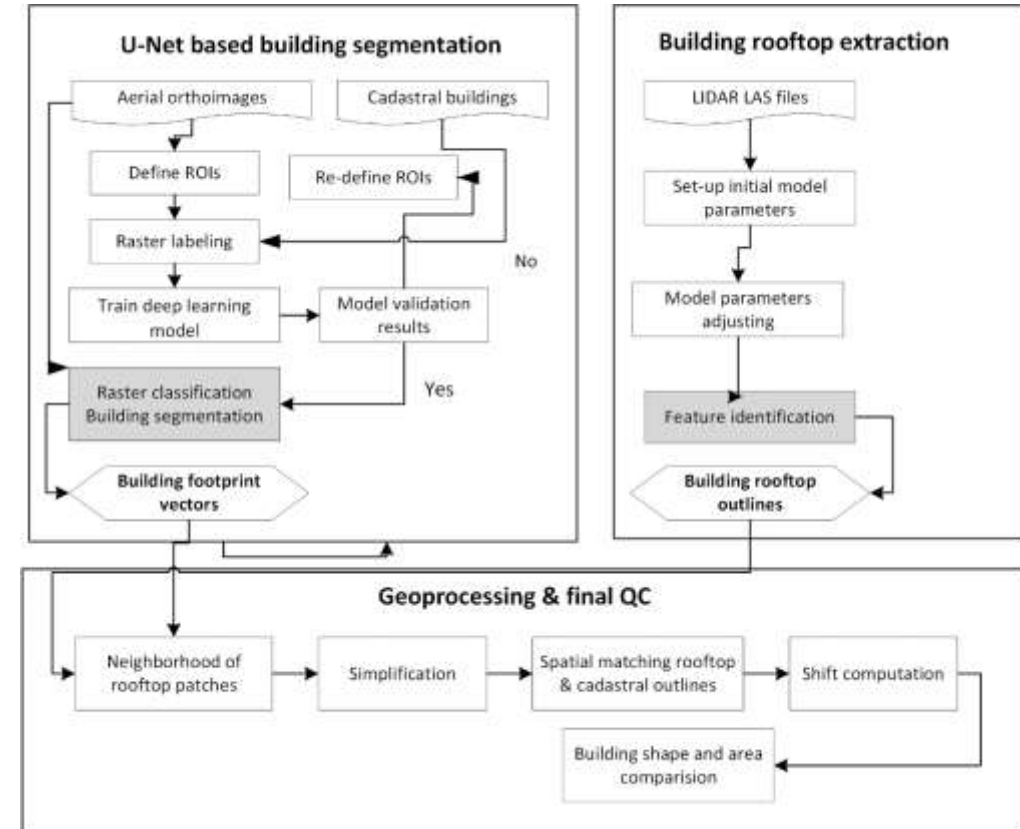 U-Net based building segmentation
Aerial orthoimages
Cadastral buildings
Define ROIs
Re-define ROIs
Raster labeling
No
Train deep learning
model
Model validation
results
Raster classification
Building segmentation
Yes
Building footprint
vectors
Building rooftop extraction
LIDAR LAS files
Set-up initial model
parameters
Model parameters
adjusting
Feature identification
Building rooftop
outlines
Geoprocessing & final QC
Neighborhood of
rooftop patches
Simplification
Spatial matching rooftop
& cadastral outlines
Shift computation
Building shape and area
comparision